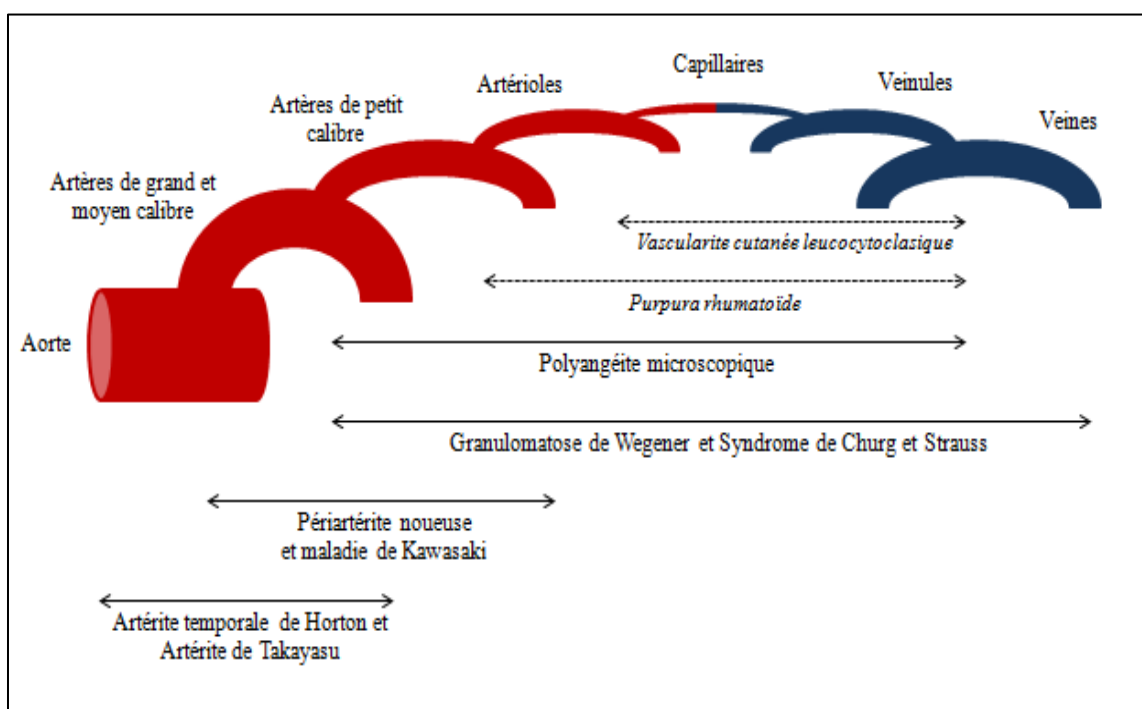 Capillaires
Artérioles
Veinules
Artères de petit
calibre
Veines
Artères de grand et
moyen calibre
Vascularite cutanée leucocytoclasique
Purpura rhumatoïde
Aorte
Polyangéite microscopique
Granulomatose de Wegener et Syndrome de Churg et Strauss
Périartérite noueuse
et maladie de Kawasaki
Artérite temporale de Horton et
Artérite de Takayasu